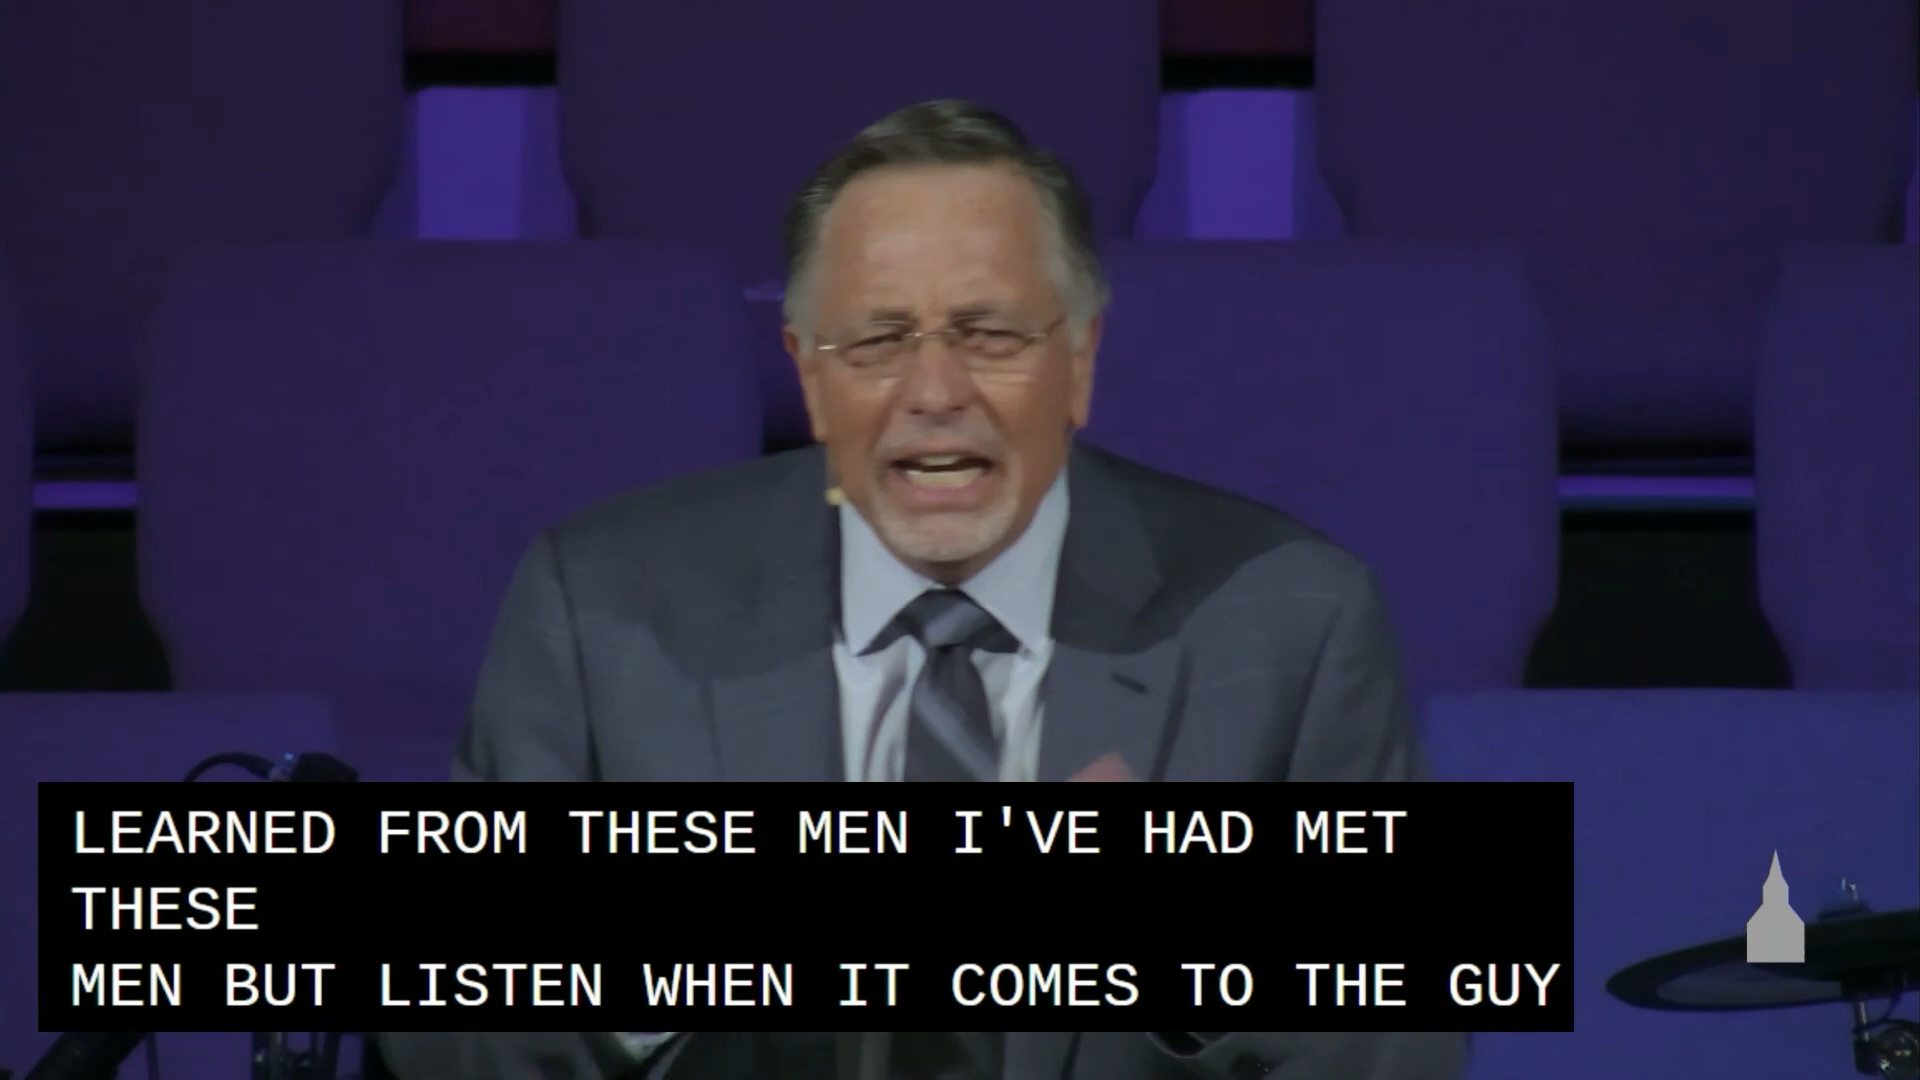 LEARNED FROM THESE MEN I'VE HAD MET
THESE
MEN BUT LISTEN WHEN IT COMES TO THE GUY